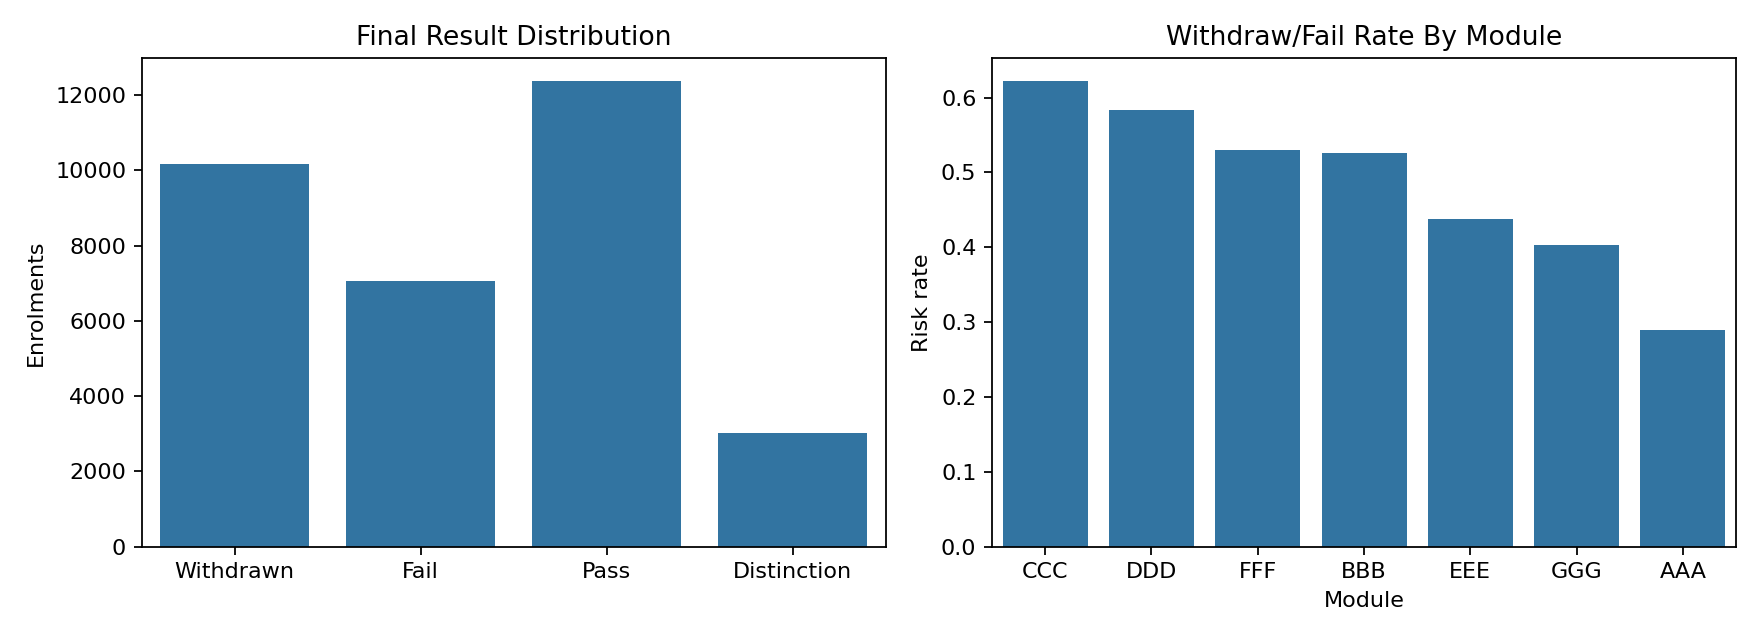 Final Result Distribution
Enrolments
12000
10000
8000
6000
4000
2000
0
Withdrawn Fail Pass Distinction
Withdraw/Fail Rate By Module
Risk rate
0.6
0.5
0.4
0.3
0.2
0.1
0.0
CCC DDD FFF BBB EEE GGG AAA
Module